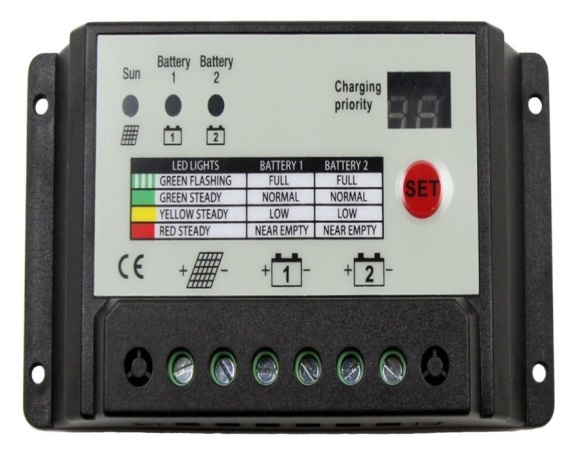 Sun
Battery 1
Battery 2
Charging priority
1
2
LED LIGHTS BATTERY 1 BATTERY 2
GREEN FLASHING FULL FULL
GREEN STEADY NORMAL NORMAL
YELLOW STEADY LOW LOW
RED STEADY NEAR EMPTY NEAR EMPTY
SET
CE + - + 1 - + 2 -